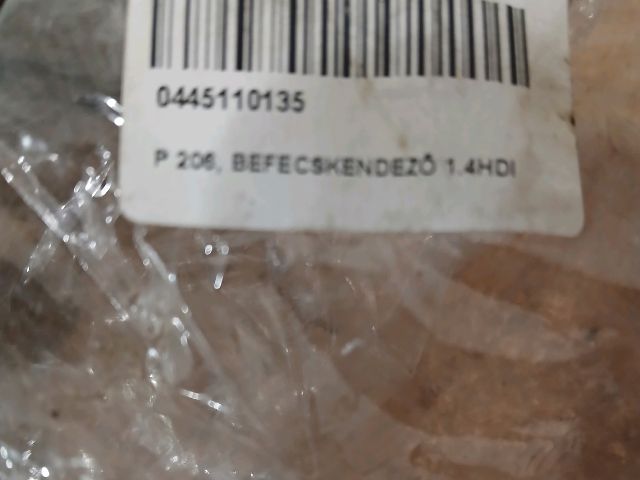 0445110135
P 206, BEFECSKENDEZŐ 1.4HDI